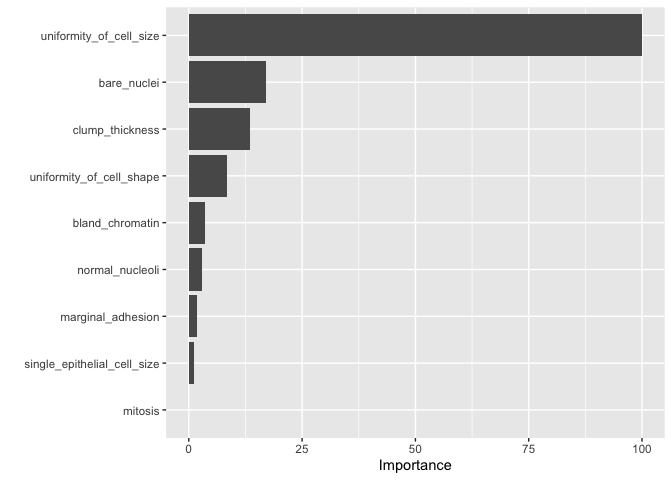 uniformity_of_cell_size
bare_nuclei
clump_thickness
uniformity_of_cell_shape
bland_chromatin
normal_nucleoli
marginal_adhesion
single_epithelial_cell_size
mitosis
0 25 50 75 100
Importance